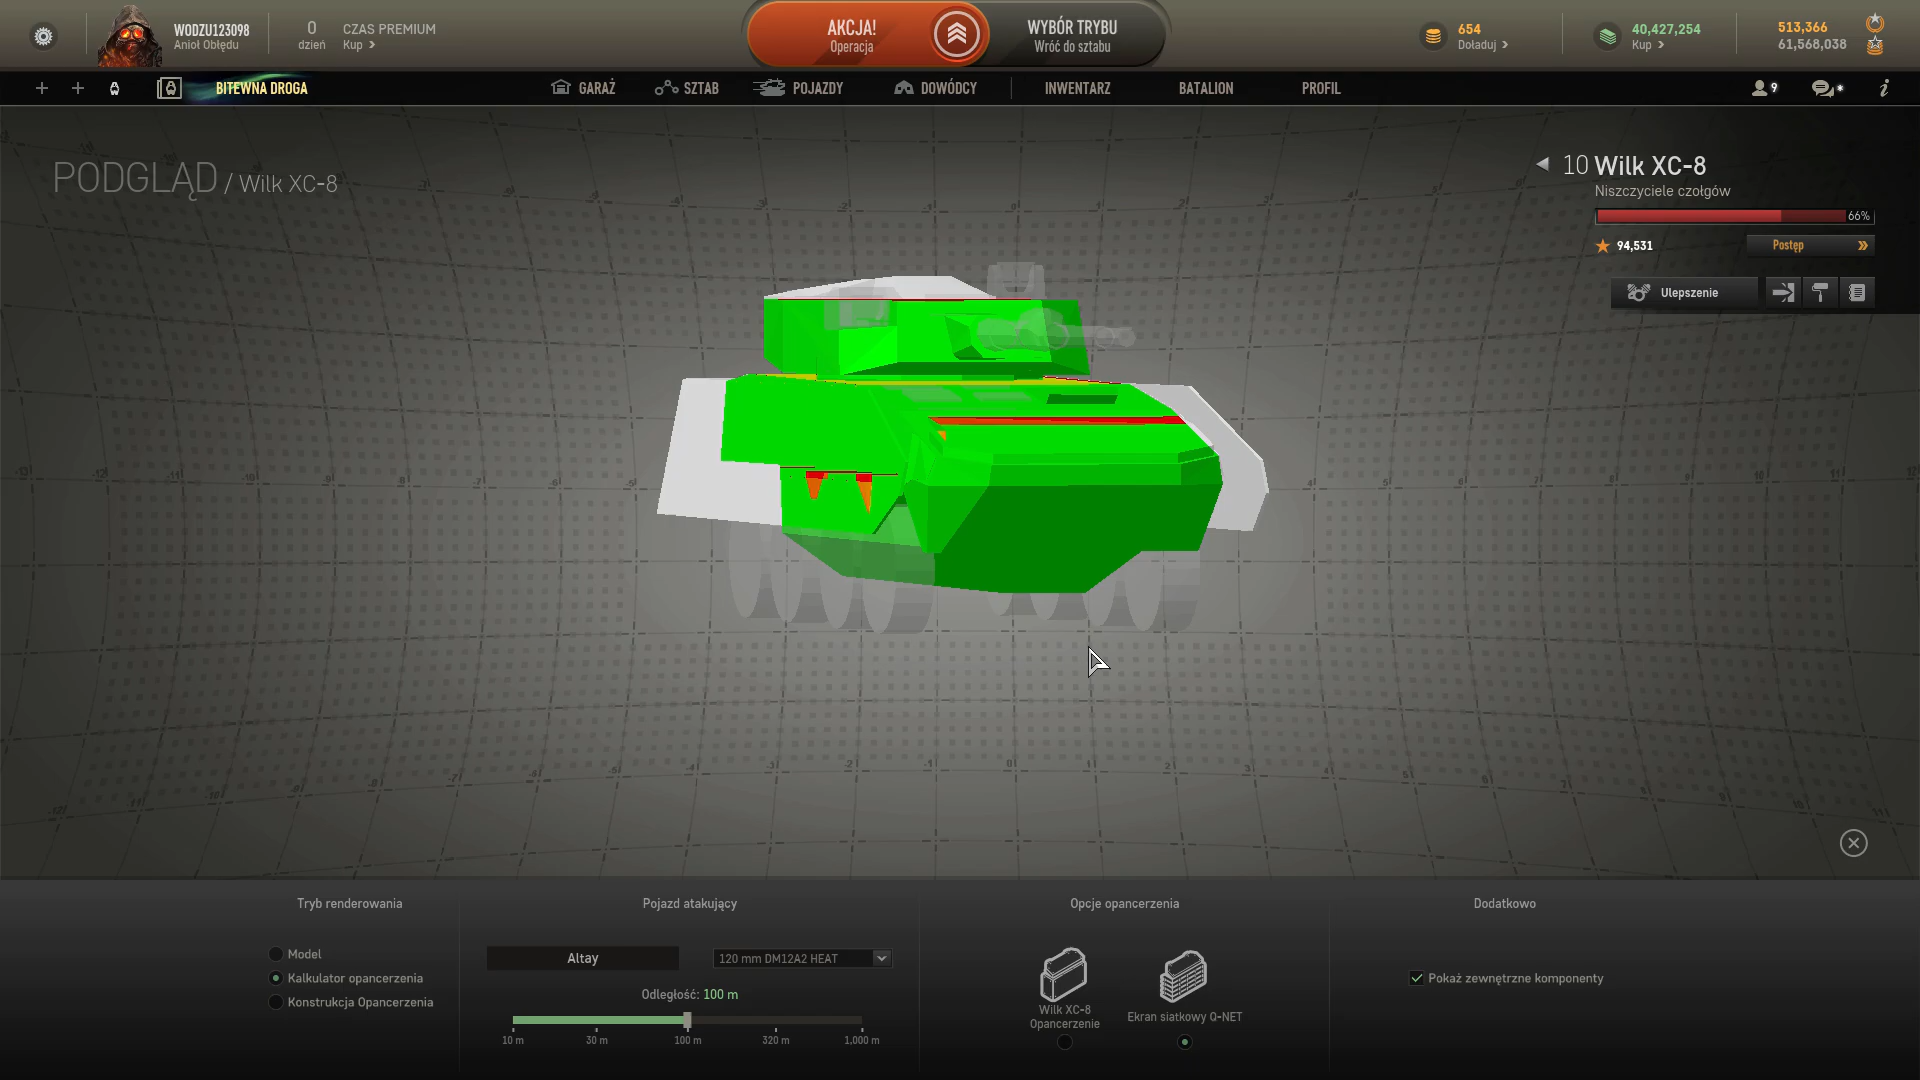 WODZU123098
Anioł Obłędu
0
dzień
CZAS PREMIUM
Kup
AKCJA!
Operacja
WYBÓR TRYBU
Wróć do sztabu
654
Doładuj
40,427,254
Kup
513,366
61,568,038
BITEWNA DROGA
GARAŻ
SZTAB
POJAZDY
DOWÓDCY
INWENTARZ
BATALION
PROFIL
9
PODGLĄD / Wilk XC-8
10 Wilk XC-8
Niszczyciele czołgów
66%
94,531
Postęp
Ulepszenie
Tryb renderowania
Model
Kalkulator opancerzenia
Konstrukcja Opancerzenia
Pojazd atakujący
Altay
120 mm DM12A2 HEAT
Odległość: 100 m
10 m
30 m
100 m
320 m
1,000 m
Opcje opancerzenia
Wilk XC-8
Opancerzenie
Ekran siatkowy Q-NET
Dodatkowo
Pokaż zewnętrzne komponenty